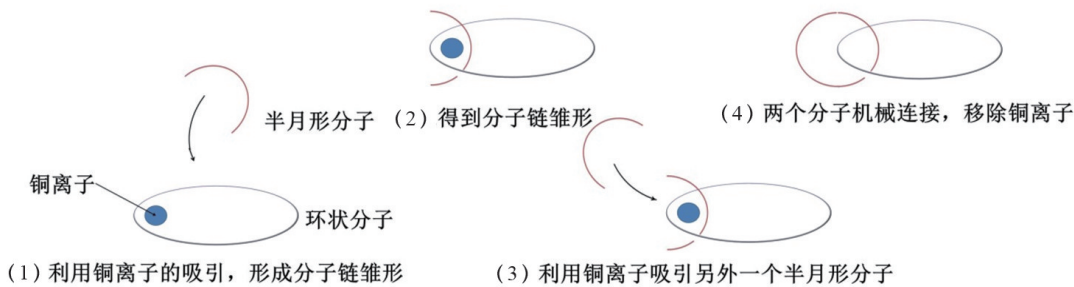 半月形分子
铜离子
环状分子
（1）利用铜离子的吸引，形成分子链雏形
（2）得到分子链雏形
（3）利用铜离子吸引另外一个半月形分子
（4）两个分子机械连接，移除铜离子